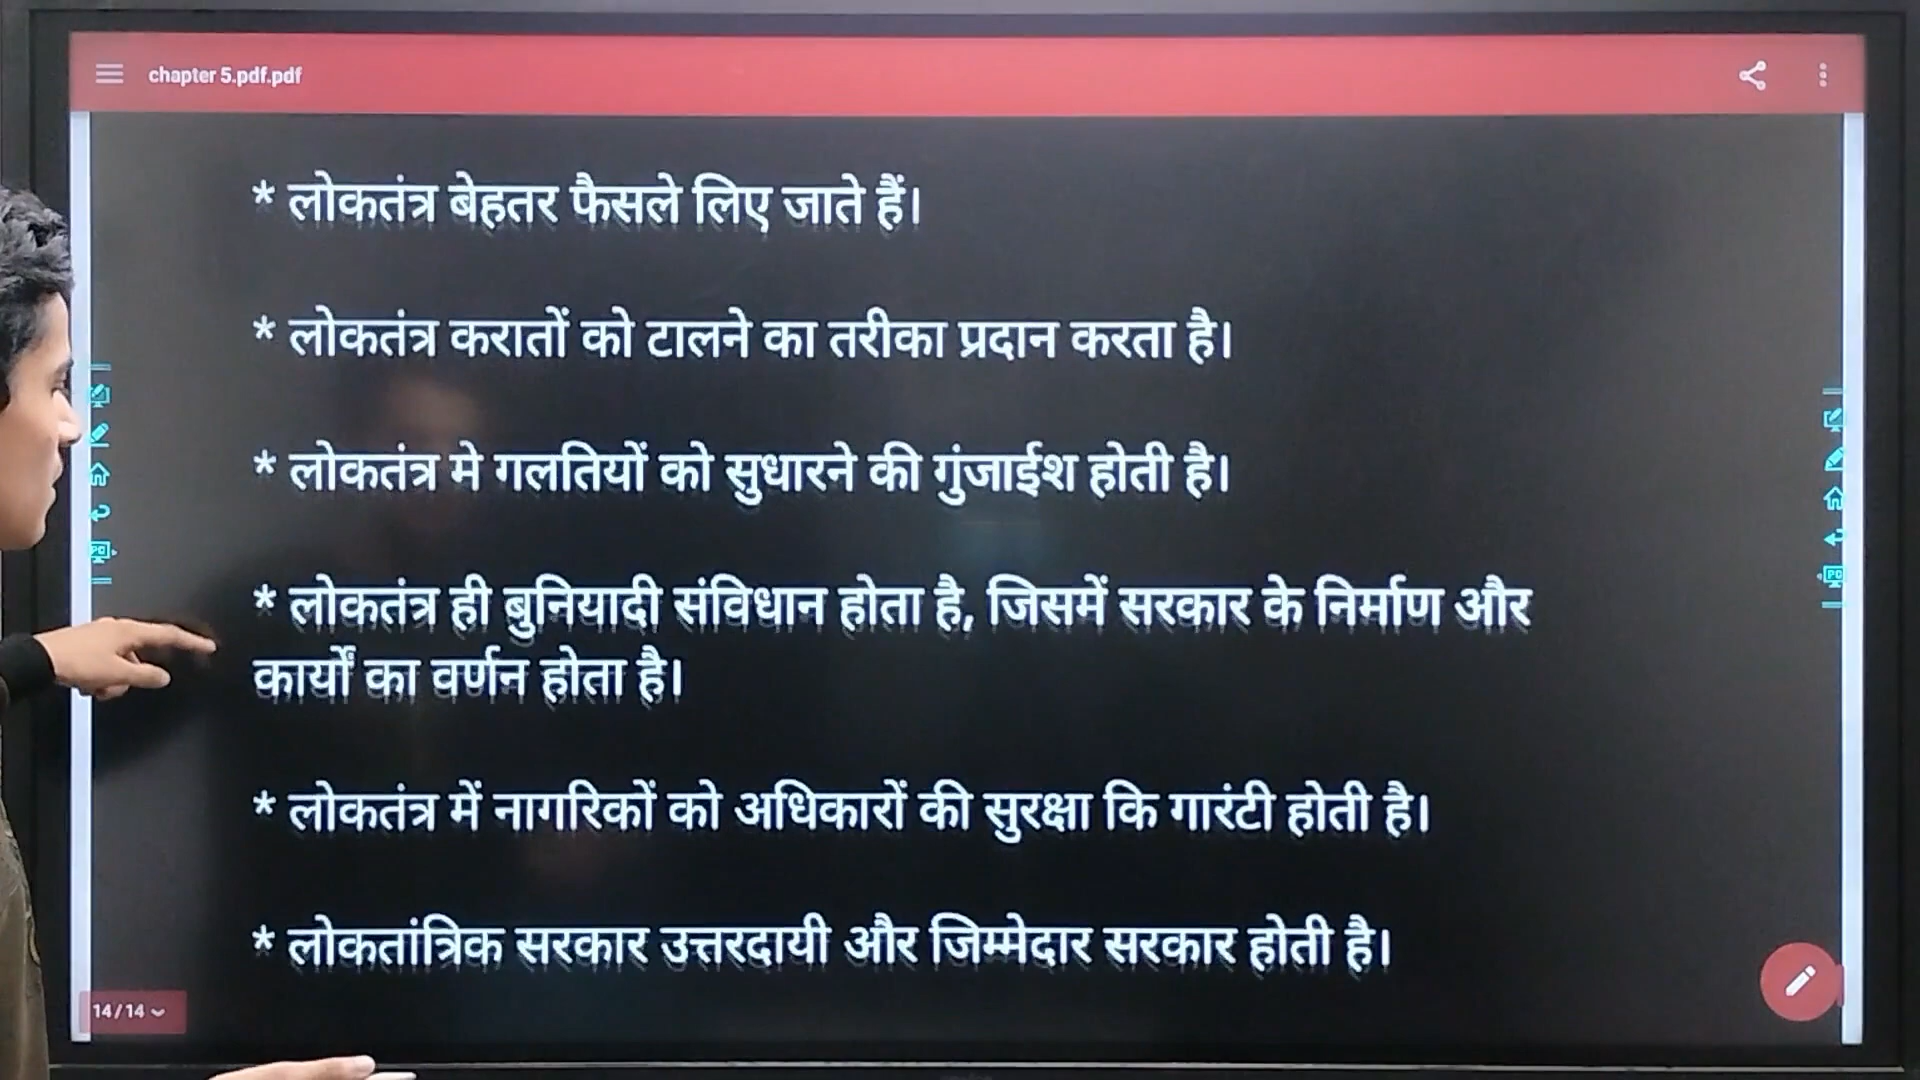 chapter 5.pdf.pdf
* लोकतंत्र बेहतर फैसले लिए जाते हैं।
* लोकतंत्र करातों को टालने का तरीका प्रदान करता है।
* लोकतंत्र मे गलतियों को सुधारने की गुंजाईश होती है।
* लोकतंत्र ही बुनियादी संविधान होता है, जिसमें सरकार के निर्माण और
कार्यों का वर्णन होता है।
* लोकतंत्र में नागरिकों को अधिकारों की सुरक्षा कि गारंटी होती है।
* लोकतांत्रिक सरकार उत्तरदायी और जिम्मेदार सरकार होती है।
14/14